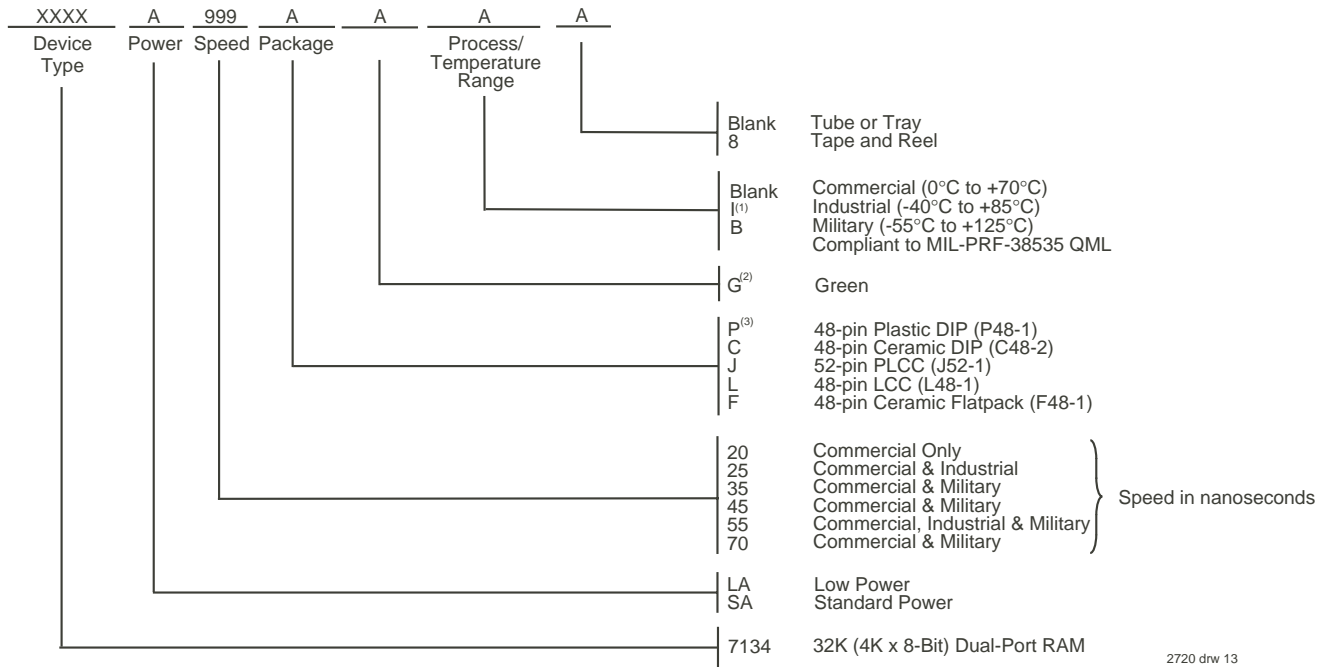 XXXX A 999 A A A A
Device Type
Power
Speed
Package
Process/
Temperature
Range
Blank Tube or Tray
8 Tape and Reel
Blank Commercial (0°C to +70°C)
I(1) Industrial (-40°C to +85°C)
B Military (-55°C to +125°C)
Compliant to MIL-PRF-38535 QML
G(2) Green
P(3) 48-pin Plastic DIP (P48-1)
C 48-pin Ceramic DIP (C48-2)
J 52-pin PLCC (J52-1)
L 48-pin LCC (L48-1)
F 48-pin Ceramic Flatpack (F48-1)
20 Commercial Only
25 Commercial & Industrial
35 Commercial & Military
45 Commercial & Military
55 Commercial, Industrial & Military
70 Commercial & Military
Speed in nanoseconds
LA Low Power
SA Standard Power
7134 32K (4K x 8-Bit) Dual-Port RAM
2720 drw 13